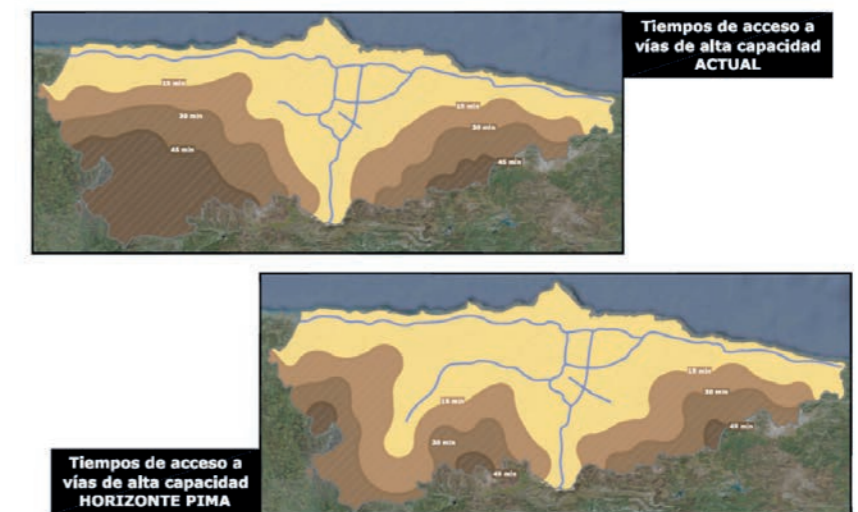 Tiempos de acceso a
vías de alta capacidad
ACTUAL
15 min
30 min
45 min
15 min
30 min
45 min
Tiempos de acceso a
vías de alta capacidad
HORIZONTE PIMA
15 min
30 min
45 min
15 min
30 min
45 min